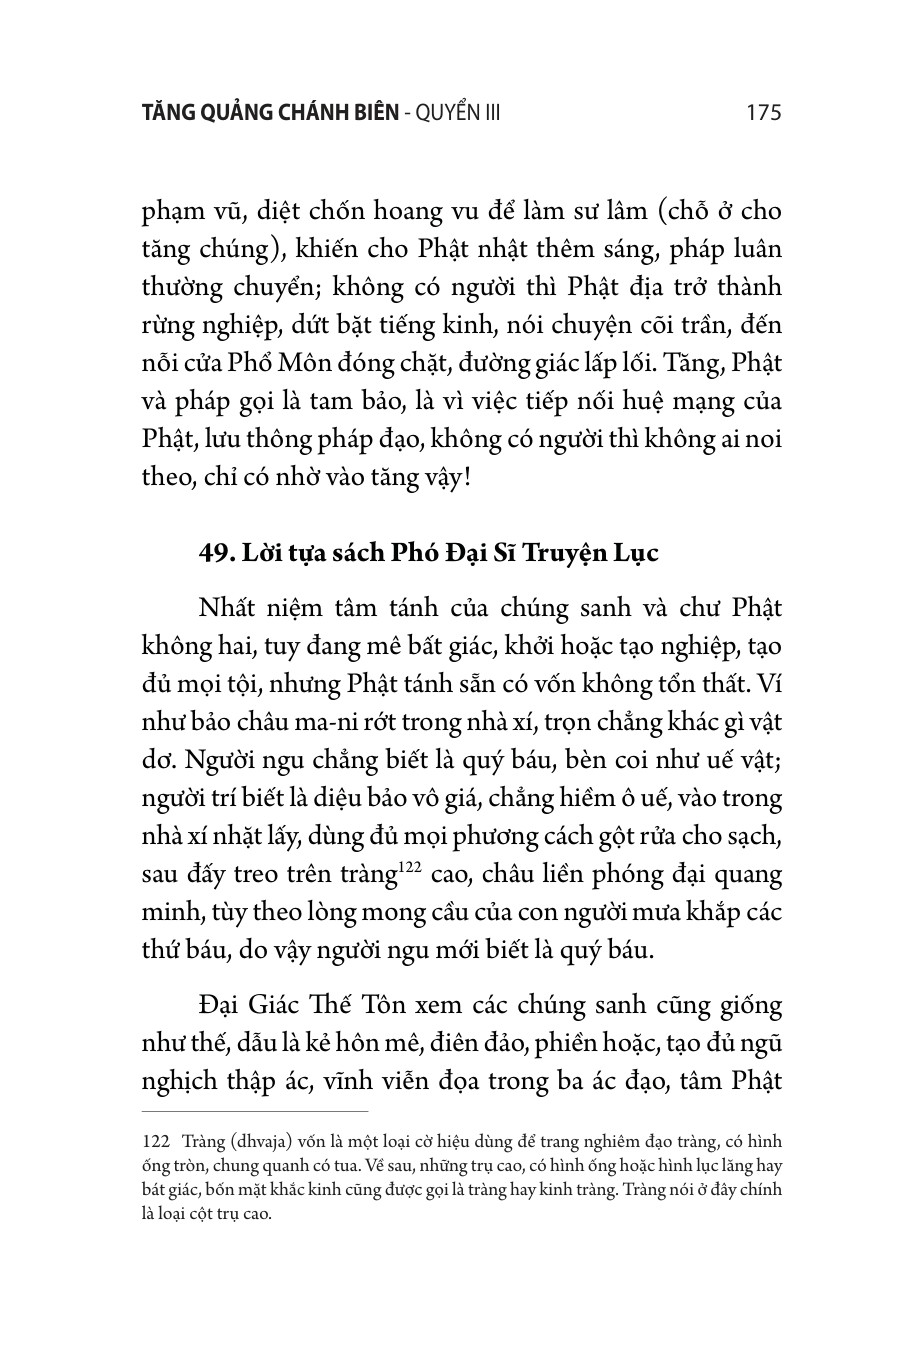 TĂNG QUẢNG CHÁNH BIÊN - QUYỂN III 175
phạm vũ, diệt chốn hoang vu để làm sư lâm (chỗ ở cho
tăng chúng), khiến cho Phật nhật thêm sáng, pháp luân
thường chuyển; không có người thì Phật địa trở thành
rừng nghiệp, dứt bặt tiếng kinh, nói chuyện cõi trần, đến
nỗi cửa Phổ Môn đóng chặt, đường giác lấp lối. Tăng, Phật
và pháp gọi là tam bảo, là vì việc tiếp nối huệ mạng của
Phật, lưu thông pháp đạo, không có người thì không ai noi
theo, chỉ có nhờ vào tăng vậy!
49. Lời tựa sách Phó Đại Sĩ Truyện Lục
Nhất niệm tâm tánh của chúng sanh và chư Phật
không hai, tuy đang mê bất giác, khởi hoặc tạo nghiệp, tạo
đủ mọi tội, nhưng Phật tánh sẵn có vốn không tổn thất. Ví
như bảo châu ma-ni rớt trong nhà xí, trọn chẳng khác gì vật
dơ. Người ngu chẳng biết là quý báu, bèn coi như uế vật;
người trí biết là diệu bảo vô giá, chẳng hiềm ô uế, vào trong
nhà xí nhặt lấy, dùng đủ mọi phương cách gột rửa cho sạch,
sau đấy treo trên tràng122 cao, châu liền phóng đại quang
minh, tùy theo lòng mong cầu của con người mưa khắp các
thứ báu, do vậy người ngu mới biết là quý báu.
Đại Giác Thế Tôn xem các chúng sanh cũng giống
như thế, dẫu là kẻ hôn mê, điên đảo, phiền hoặc, tạo đủ ngũ
nghịch thập ác, vĩnh viễn đọa trong ba ác đạo, tâm Phật
122 Tràng (dhvaja) vốn là một loại cờ hiệu dùng để trang nghiêm đạo tràng, có hình
ống tròn, chung quanh có tua. Về sau, những trụ cao, có hình ống hoặc hình lục lăng hay
bát giác, bốn mặt khắc kinh cũng được gọi là tràng hay kinh tràng. Tràng nói ở đây chính
là loại cột trụ cao.